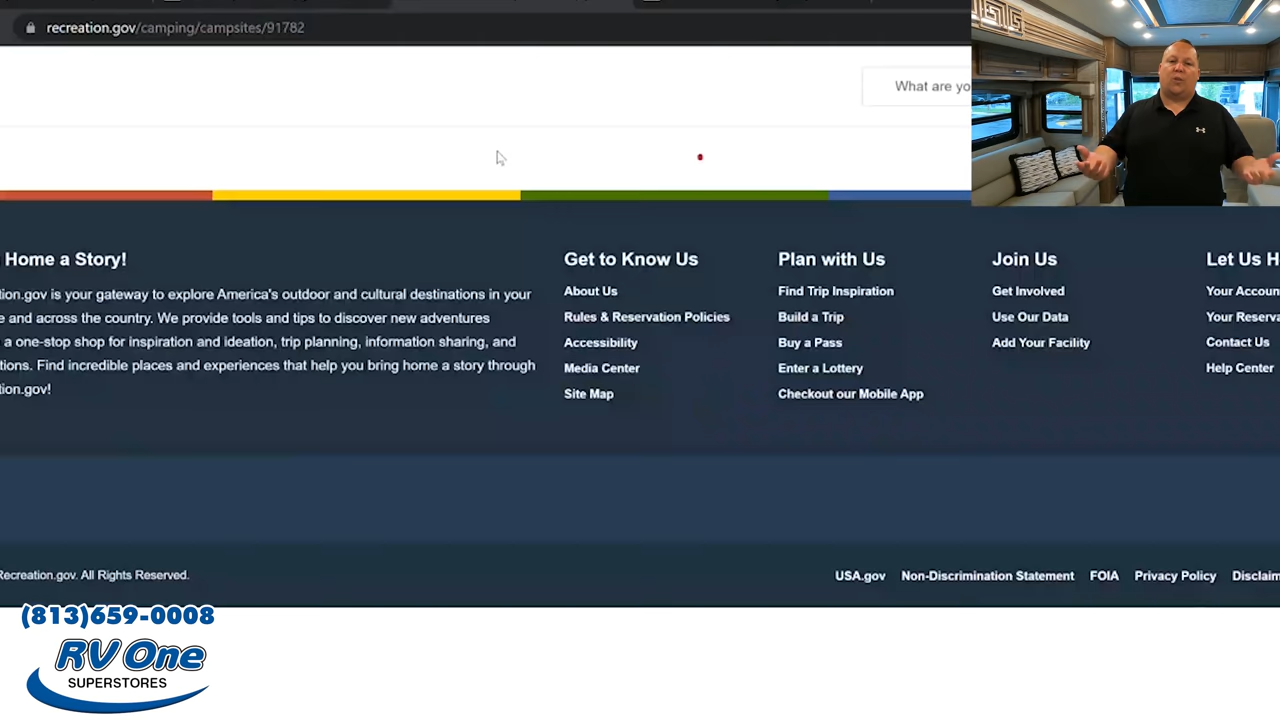 recreation.gov/camping/campsites/91782
What are yo
Home a Story!
tion.gov is your gateway to explore America's outdoor and cultural destinations in your
e and across the country. We provide tools and tips to discover new adventures
a one-stop shop for inspiration and ideation, trip planning, information sharing, and
tions. Find incredible places and experiences that help you bring home a story through
tion.gov!
Get to Know Us
About Us
Rules & Reservation Policies
Accessibility
Media Center
Site Map
Plan with Us
Find Trip Inspiration
Build a Trip
Buy a Pass
Enter a Lottery
Checkout our Mobile App
Join Us
Get Involved
Use Our Data
Add Your Facility
Let Us H
Your Accoun
Your Reserva
Contact Us
Help Center
Recreation.gov. All Rights Reserved.
USA.gov Non-Discrimination Statement FOIA Privacy Policy Disclaim
(813)659-0008
RV One
SUPERSTORES